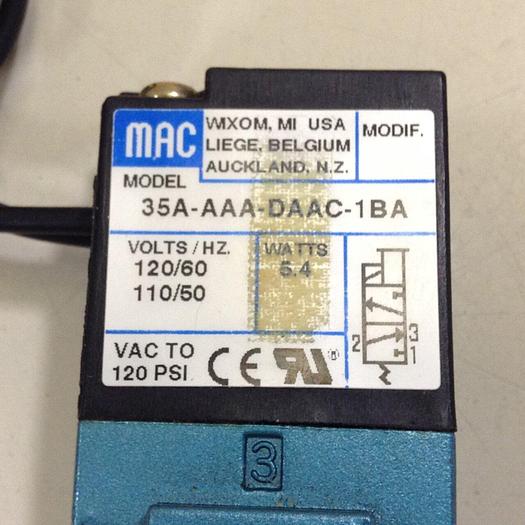 MAC
WIXOM, MI USA
LIEGE, BELGIUM
AUCKLAND, N.Z.
MODIF.
MODEL
35A-AAA-DAAC-1BA
VOLTS/HZ.
120/60
110/50
WATTS
5.4
2
3
1
VAC TO
120 PSI
CE
RU®
3